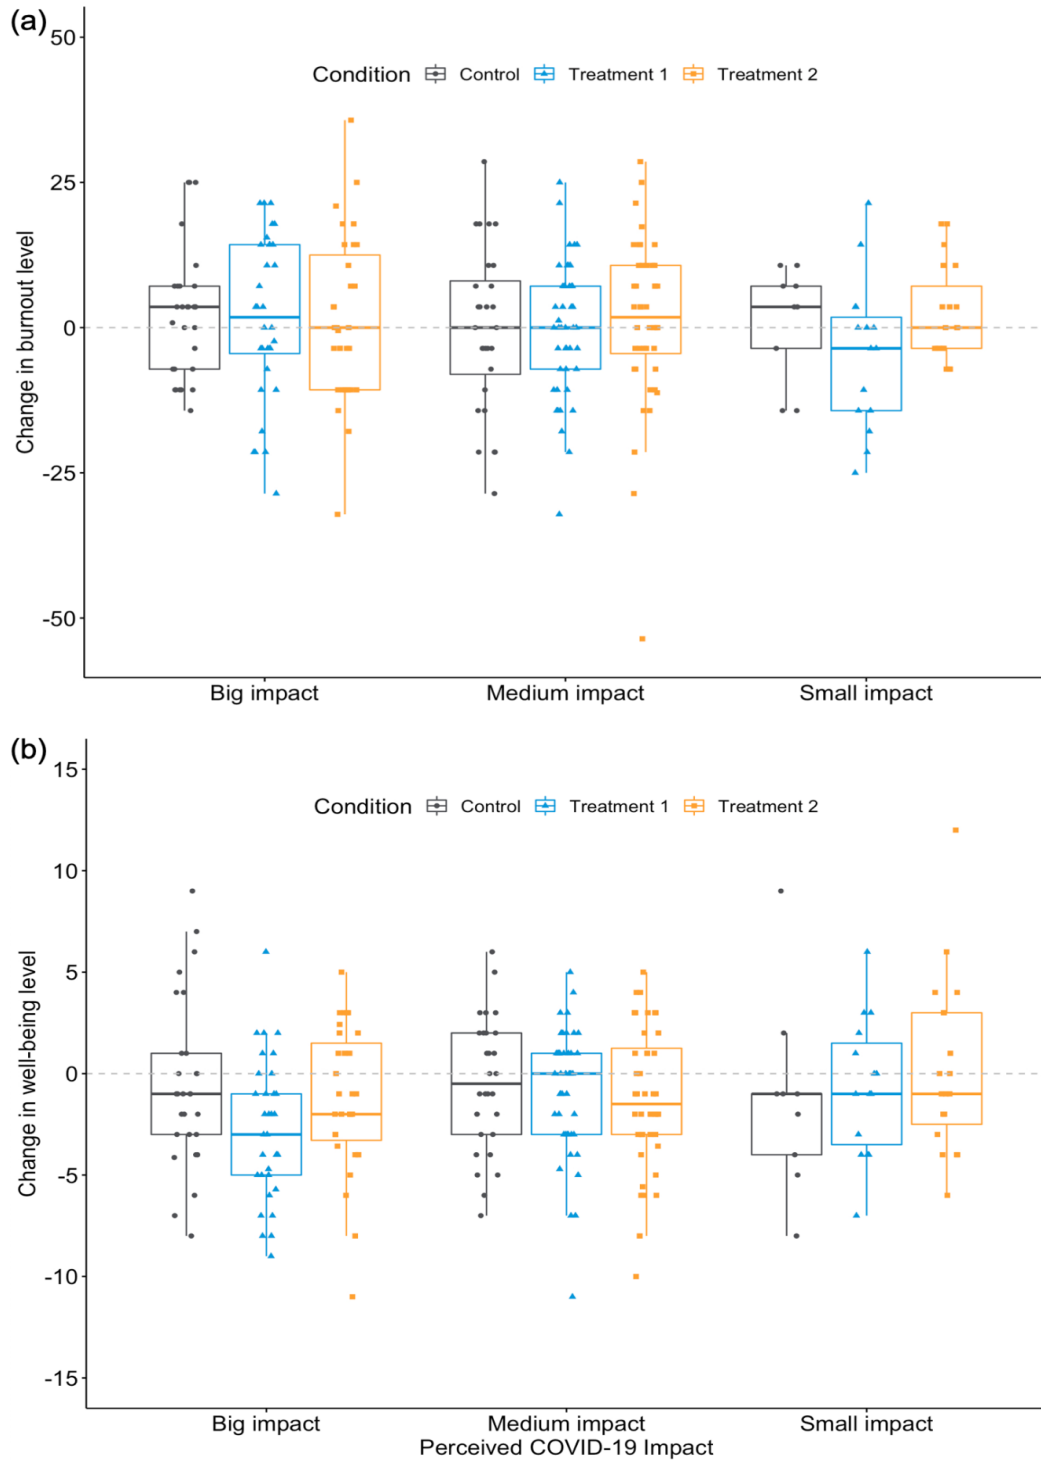 (a)
50
Condition Control Treatment 1 Treatment 2
25
0
-25
-50
Change in burnout level
Big impact Medium impact Small impact
(b)
15
Condition Control Treatment 1 Treatment 2
10
5
0
-5
-10
-15
Change in well-being level
Big impact Medium impact Small impact
Perceived COVID-19 Impact